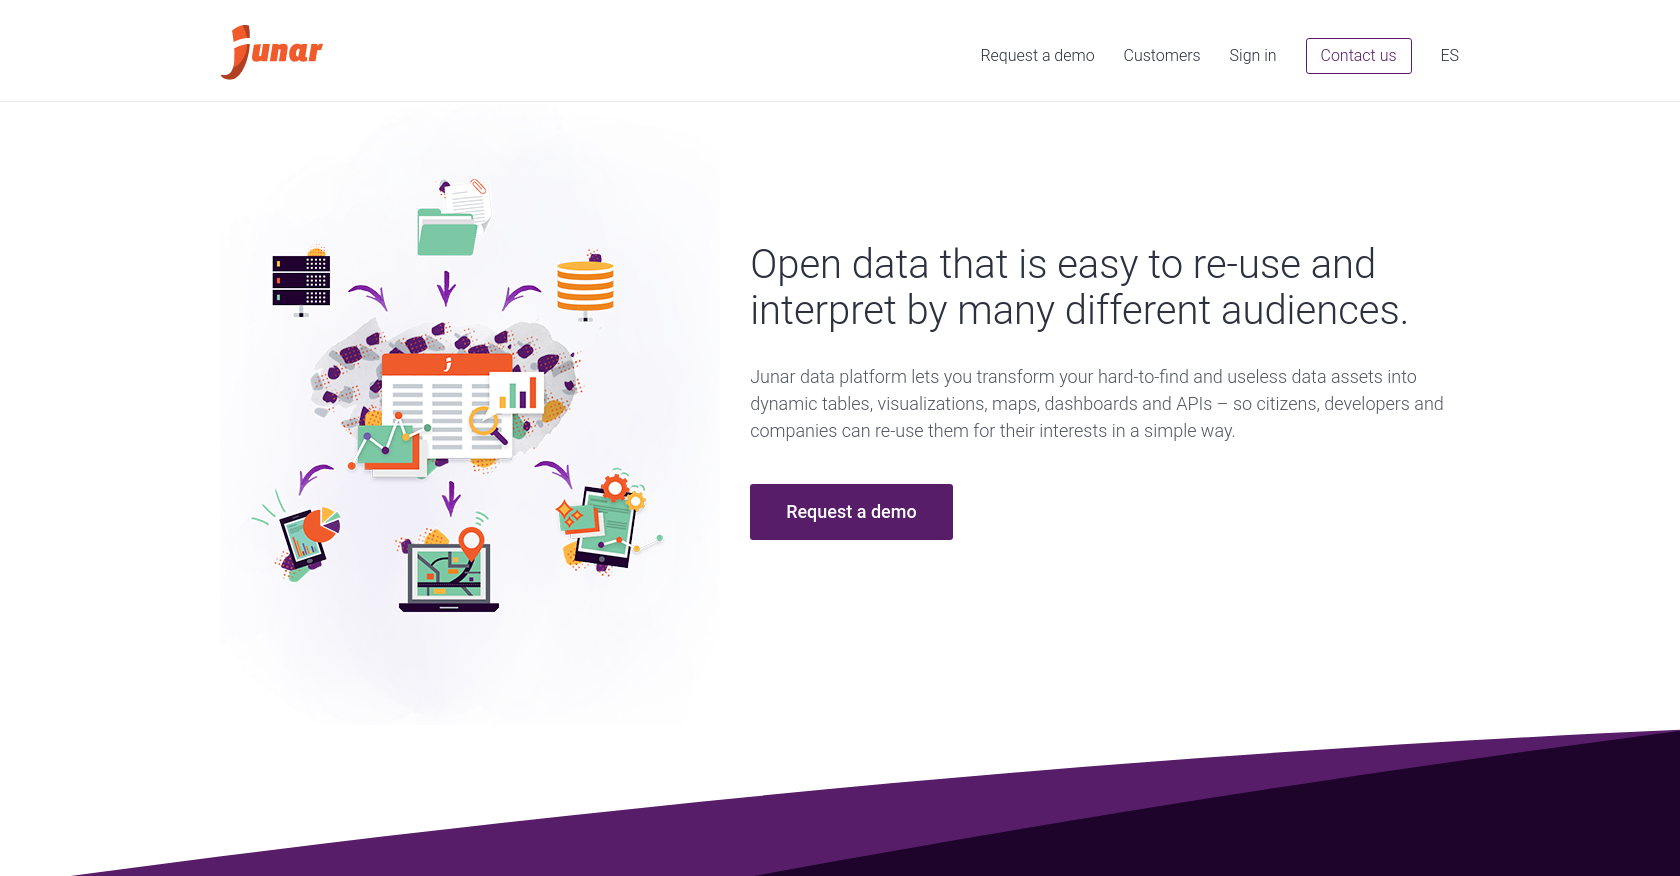 junar
Request a demo
Customers
Sign in
Contact us
ES
Open data that is easy to re-use and
interpret by many different audiences.
Junar data platform lets you transform your hard-to-find and useless data assets into
dynamic tables, visualizations, maps, dashboards and APIs – so citizens, developers and
companies can re-use them for their interests in a simple way.
Request a demo